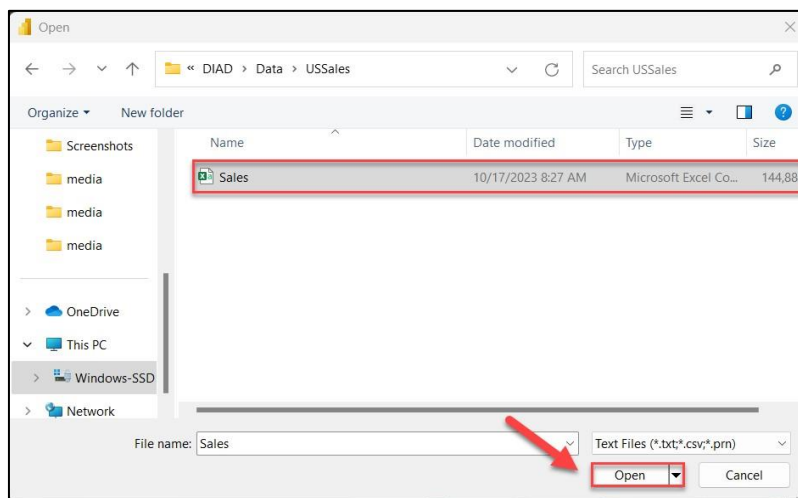 Open
« DIAD > Data > USSales
Search USSales
Organize
New folder
Name
Date modified
Type
Size
Screenshots
Sales
10/17/2023 8:27 AM
Microsoft Excel Co...
144,88
media
media
media
OneDrive
This PC
Windows-SSD
Network
File name:
Sales
Text Files (*.txt;*.csv;*.prn)
Open
Cancel